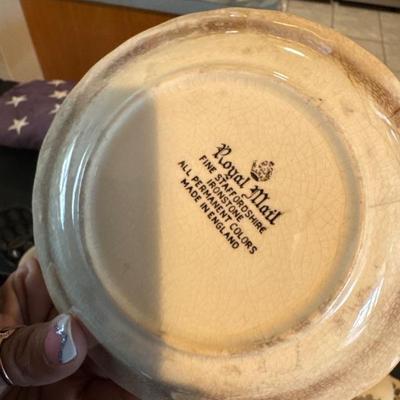 Royal Mail
FINE STAFFORDSHIRE
IRONSTONE
ALL PERMANENT COLORS
MADE IN ENGLAND